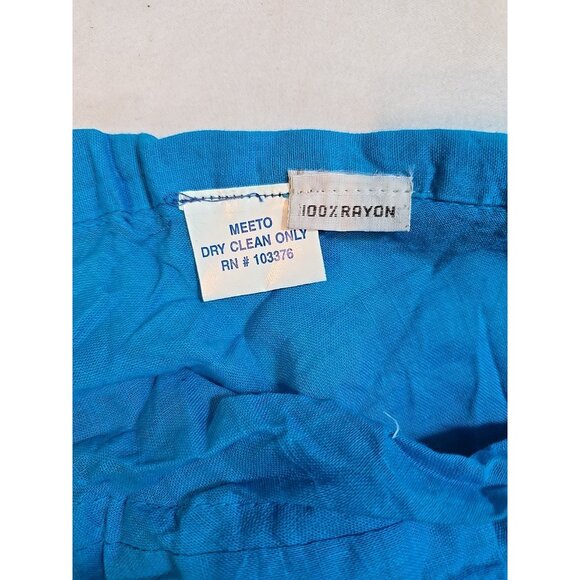 MEETO
DRY CLEAN ONLY
RN # 103376
100% RAYON